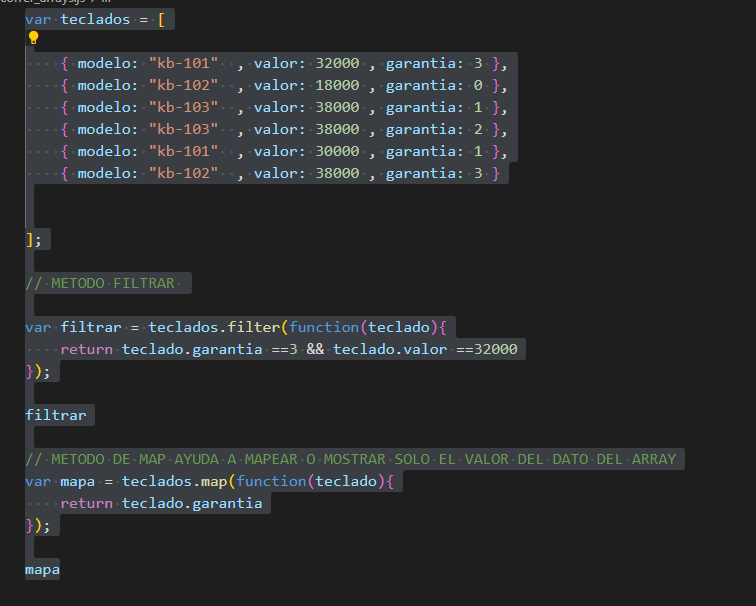 var teclados = [
{ modelo: "kb-101" , valor: 32000 , garantia: 3 },
{ modelo: "kb-102" , valor: 18000 , garantia: 0 },
{ modelo: "kb-103" , valor: 38000 , garantia: 1 },
{ modelo: "kb-103" , valor: 38000 , garantia: 2 },
{ modelo: "kb-101" , valor: 30000 , garantia: 1 },
{ modelo: "kb-102" , valor: 38000 , garantia: 3 }
];
// METODO FILTRAR
var filtrar = teclados.filter(function(teclado){
return teclado.garantia ==3 && teclado.valor ==32000
});
filtrar
// METODO DE MAP AYUDA A MAPEAR O MOSTRAR SOLO EL VALOR DEL DATO DEL ARRAY
var mapa = teclados.map(function(teclado){
return teclado.garantia
});
mapa